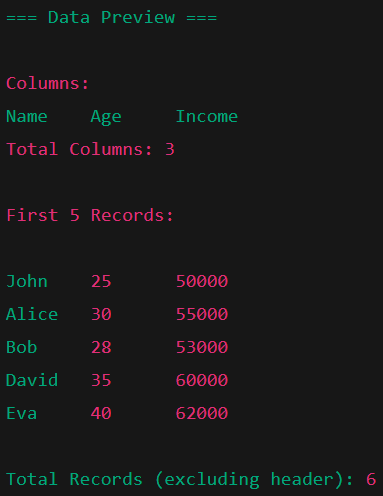 === Data Preview ===
Columns:
Name Age Income
Total Columns: 3
First 5 Records:
John 25 50000
Alice 30 55000
Bob 28 53000
David 35 60000
Eva 40 62000
Total Records (excluding header): 6